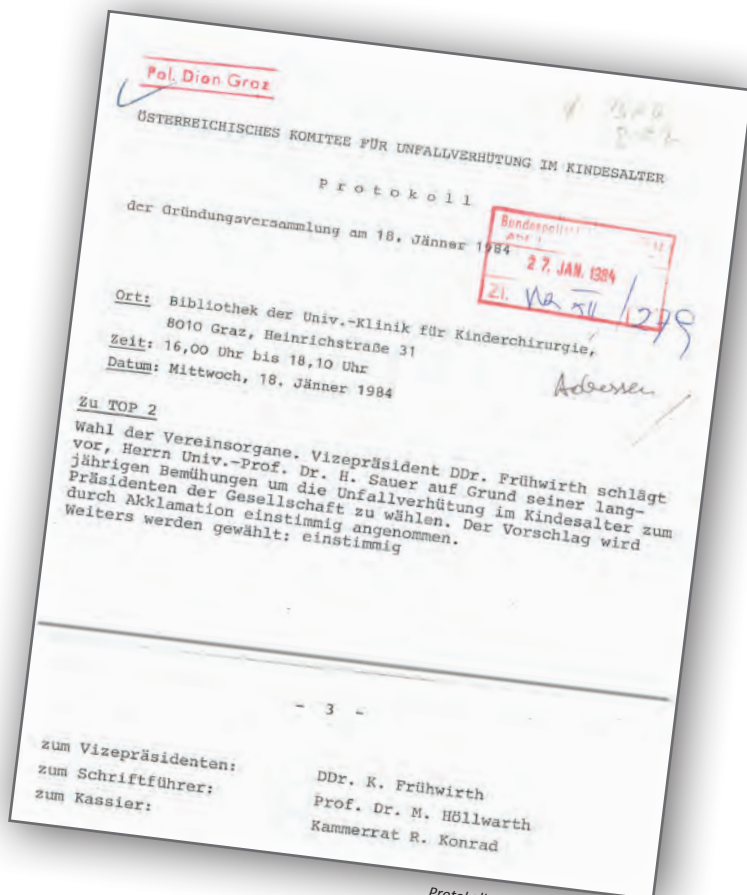 Pol. Dion Graz
ÖSTERREICHISCHES KOMITEE FÜR UNFALLVERHÜTUNG IM KINDESALTER
Protokoll
der Gründungsversammlung am 18. Jänner 1984
27. JAN. 1984
Zl.
/279
Ort: Bibliothek der Univ.-Klinik für Kinderchirurgie,
8010 Graz, Heinrichstraße 31
Zeit: 16,00 Uhr bis 18,10 Uhr
Datum: Mittwoch, 18. Jänner 1984
Adressen
Zu TOP 2
Wahl der Vereinsorgane. Vizepräsident DDr. Frühwirth schlägt
vor, Herrn Univ.-Prof. Dr. H. Sauer auf Grund seiner lang-
jährigen Bemühungen um die Unfallverhütung im Kindesalter zum
Präsidenten der Gesellschaft zu wählen. Der Vorschlag wird
durch Akklamation einstimmig angenommen.
Weiters werden gewählt: einstimmig
- 3 -
zum Vizepräsidenten: DDr. K. Frühwirth
zum Schriftführer: Prof. Dr. M. Höllwarth
zum Kassier: Kammerrat R. Konrad